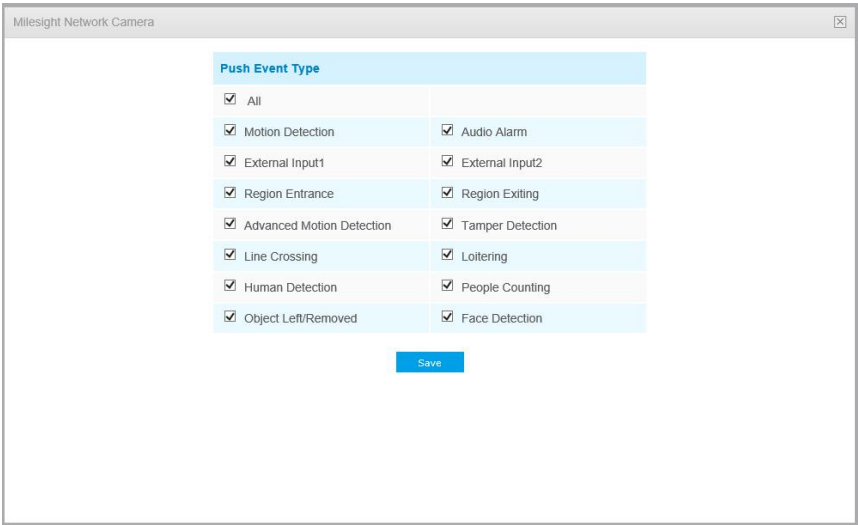 Milesight Network Camera
Push Event Type
All
Motion Detection Audio Alarm
External Input1 External Input2
Region Entrance Region Exiting
Advanced Motion Detection Tamper Detection
Line Crossing Loitering
Human Detection People Counting
Object Left/Removed Face Detection
Save